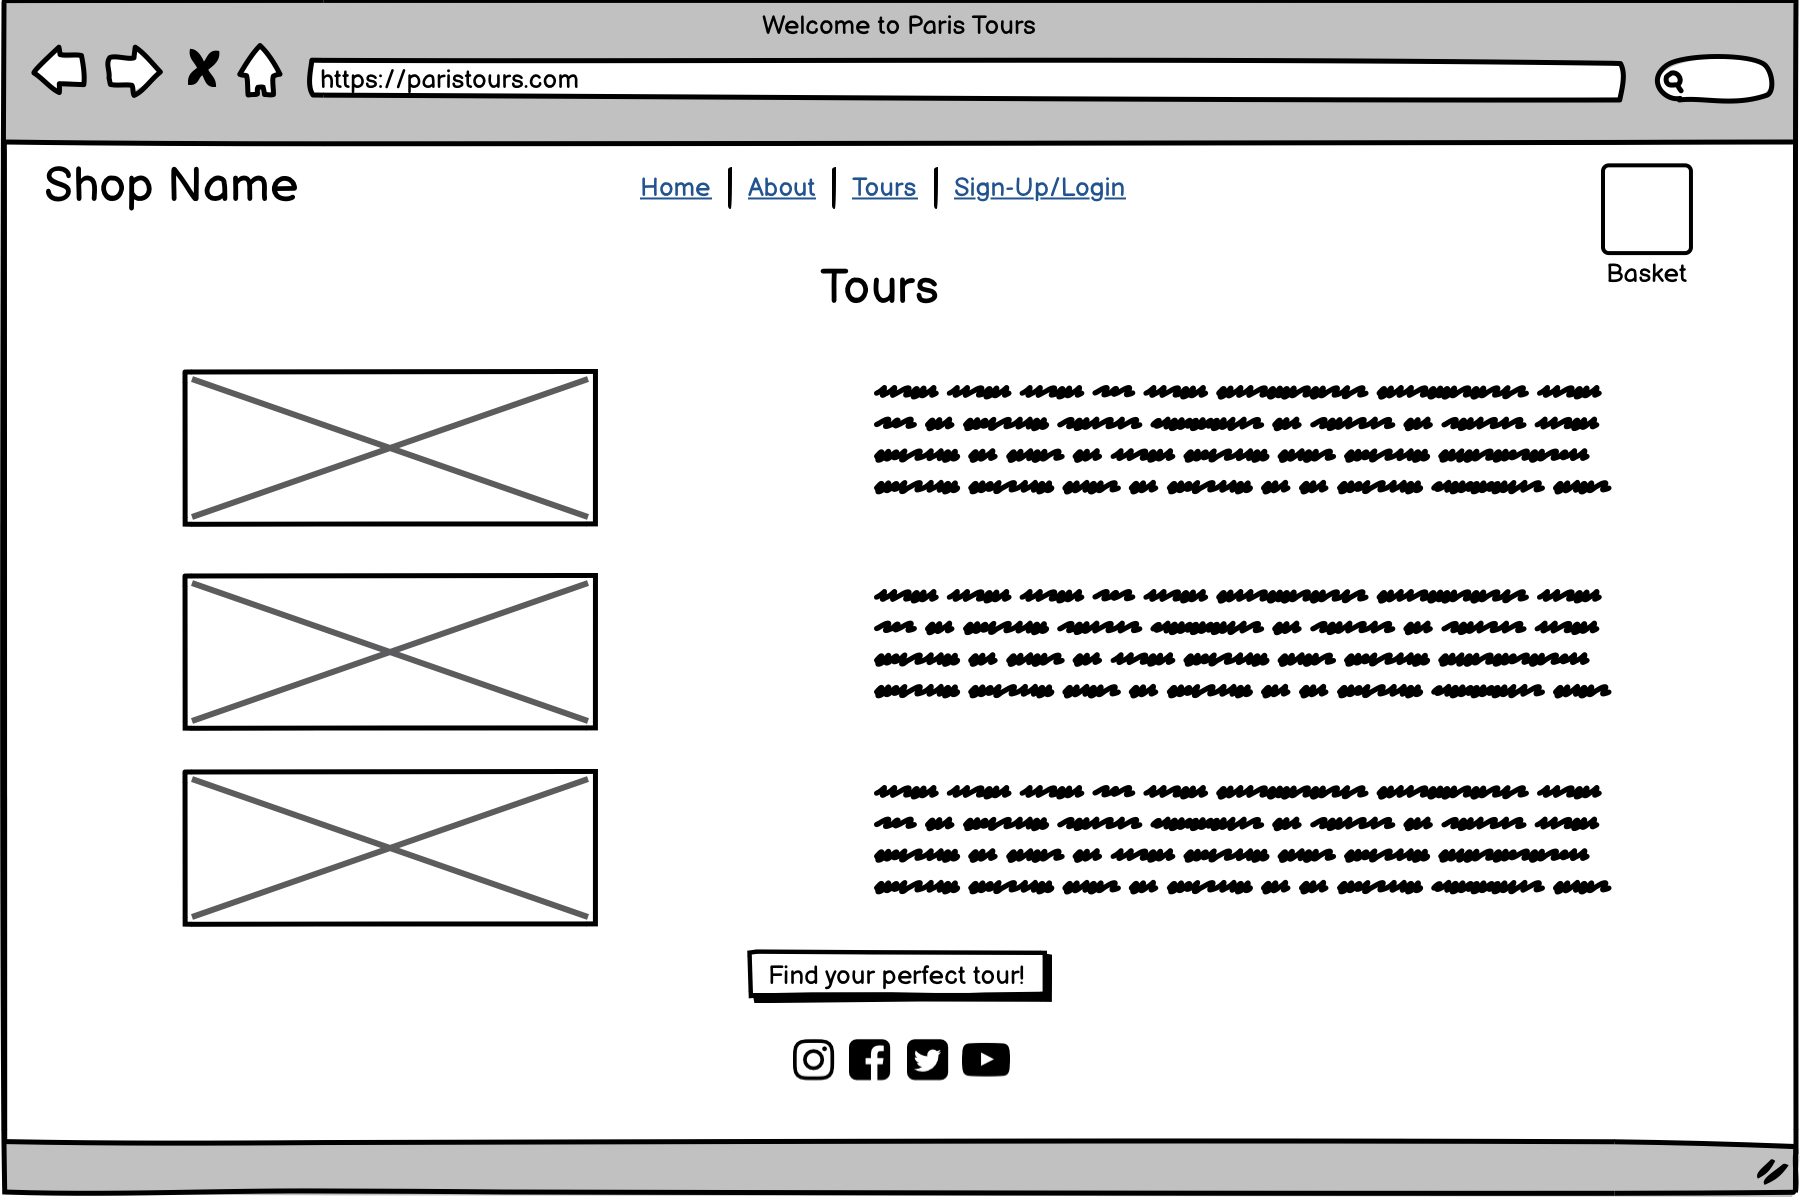 Welcome to Paris Tours
https://paristours.com
Shop Name
Home | About | Tours | Sign-Up/Login
Basket
Tours
Find your perfect tour!